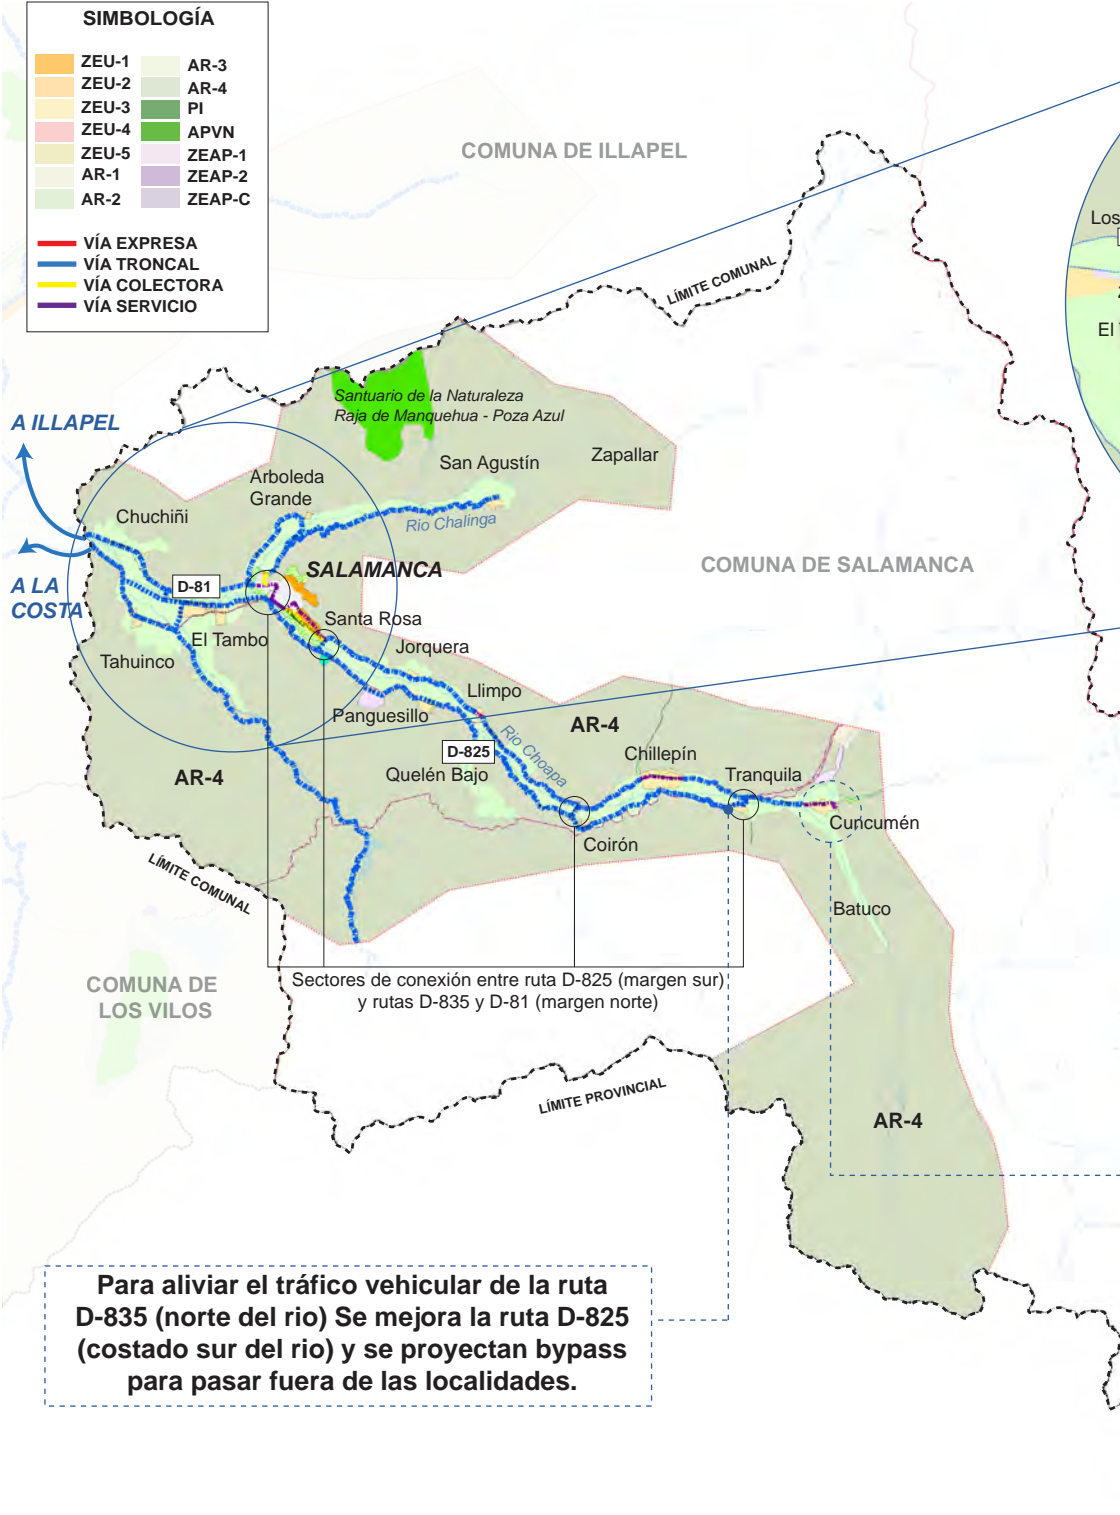 SIMBOLOGÍA
ZEU-1
ZEU-2
ZEU-3
ZEU-4
ZEU-5
AR-1
AR-2
AR-3
AR-4
PI
APVN
ZEAP-1
ZEAP-2
ZEAP-C
VÍA EXPRESA
VÍA TRONCAL
VÍA COLECTORA
VÍA SERVICIO
COMUNA DE ILLAPEL
LÍMITE COMUNAL
Los
El
Santuario de la Naturaleza
Raja de Manquehua - Poza Azul
A ILLAPEL
San Agustín
Zapallar
Arboleda
Grande
Chuchiñi
Rio Chalinga
COMUNA DE SALAMANCA
SALAMANCA
A LA
COSTA
D-81
Santa Rosa
El Tambo
Jorquera
Tahuinco
Llimpo
Panguesillo
AR-4
Rio Choapa
D-825
Chillepín
AR-4
Quelén Bajo
Tranquila
Cuncumén
Coirón
LÍMITE COMUNAL
Batuco
COMUNA DE
LOS VILOS
Sectores de conexión entre ruta D-825 (margen sur)
y rutas D-835 y D-81 (margen norte)
LÍMITE PROVINCIAL
AR-4
Para aliviar el tráfico vehicular de la ruta
D-835 (norte del rio) Se mejora la ruta D-825
(costado sur del rio) y se proyectan bypass
para pasar fuera de las localidades.